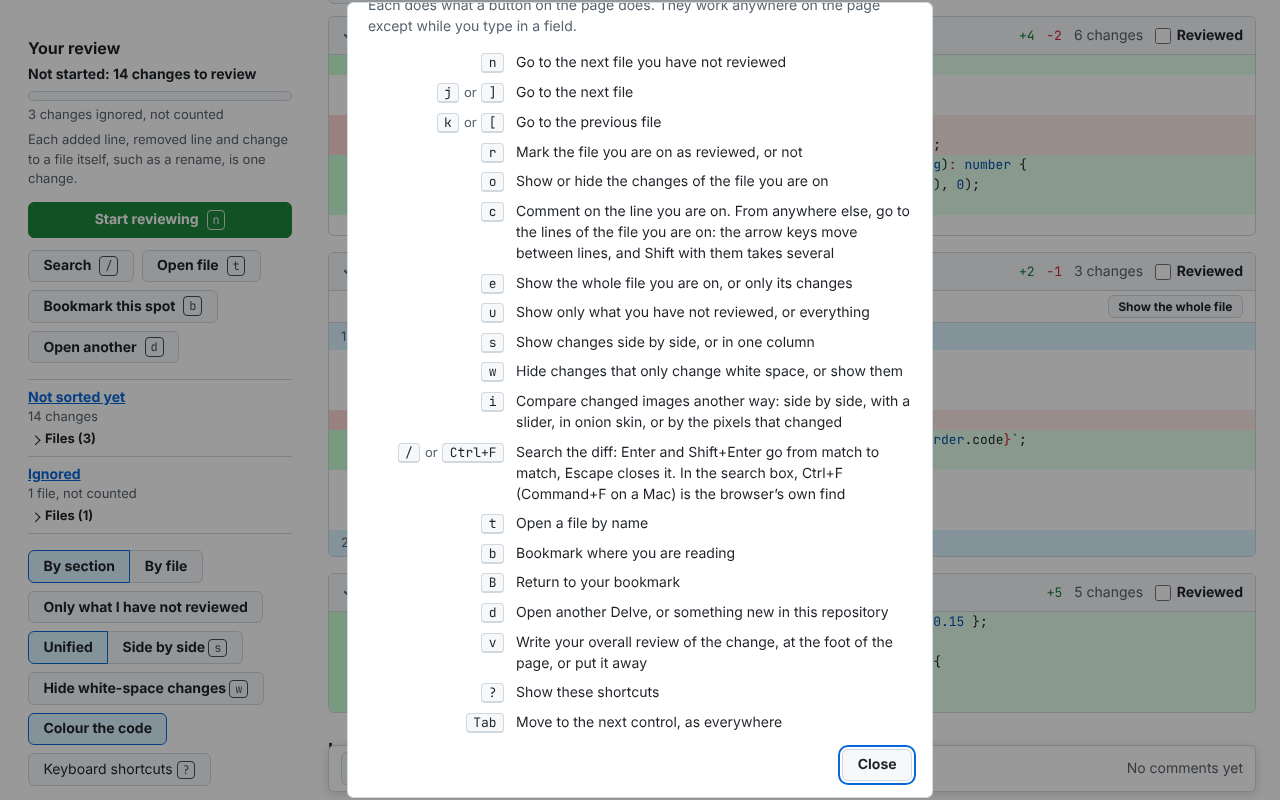 Your review
Not started: 14 changes to review
3 changes ignored, not counted
Each added line, removed line and change
to a file itself, such as a rename, is one
change.
Start reviewing n
Search / Open file t
Bookmark this spot b
Open another d
Not sorted yet
14 changes
Files (3)
Ignored
1 file, not counted
Files (1)
By section By file
Only what I have not reviewed
Unified Side by side s
Hide white-space changes w
Colour the code
Keyboard shortcuts ?
Each does what a button on the page does. They work anywhere on the page
except while you type in a field.
n Go to the next file you have not reviewed
j or ] Go to the next file
k or [ Go to the previous file
r Mark the file you are on as reviewed, or not
o Show or hide the changes of the file you are on
c Comment on the line you are on. From anywhere else, go to
the lines of the file you are on: the arrow keys move
between lines, and Shift with them takes several
e Show the whole file you are on, or only its changes
u Show only what you have not reviewed, or everything
s Show changes side by side, or in one column
w Hide changes that only change white space, or show them
i Compare changed images another way: side by side, with a
slider, in onion skin, or by the pixels that changed
/ or Ctrl+F Search the diff: Enter and Shift+Enter go from match to
match, Escape closes it. In the search box, Ctrl+F
(Command+F on a Mac) is the browser’s own find
t Open a file by name
b Bookmark where you are reading
B Return to your bookmark
d Open another Delve, or something new in this repository
v Write your overall review of the change, at the foot of the
page, or put it away
? Show these shortcuts
Tab Move to the next control, as everywhere
Close
+4 -2 6 changes Reviewed
;
g): number {
), 0);
+2 -1 3 changes Reviewed
Show the whole file
1
rder.code}`;
2
+5 5 changes Reviewed
0.15 };
{
No comments yet